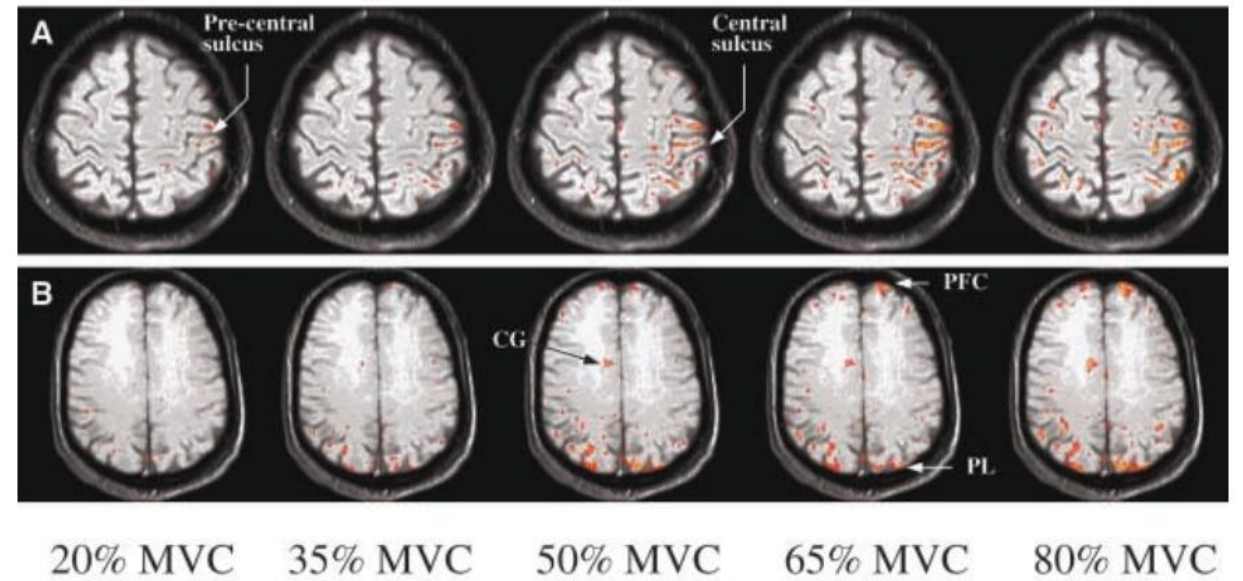 A
Pre-central
sulcus
Central
sulcus
B
CG
PFC
PL
20% MVC 35% MVC 50% MVC 65% MVC 80% MVC